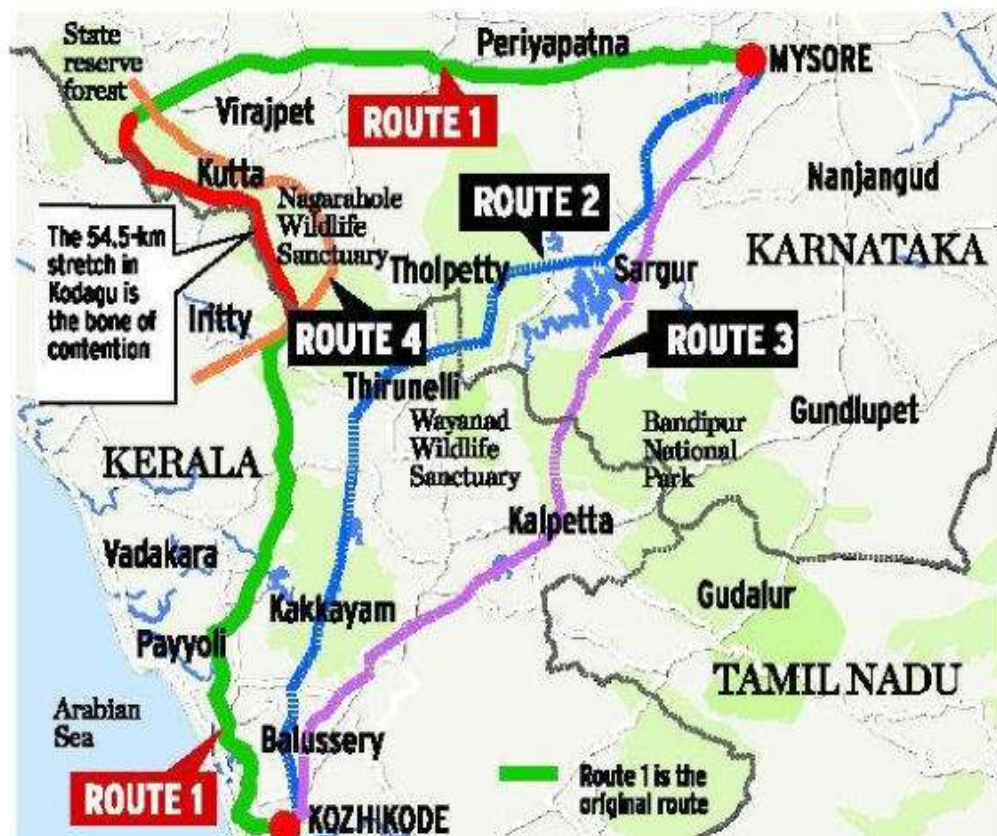 State
reserve
forest
Periyapatna
MYSORE
Virajpet
ROUTE 1
Kutta
Nagarahole
Wildlife
Sanctuary
ROUTE 2
Nanjangud
KARNATAKA
The 54.5-km
stretch in
Kodagu is
the bone of
contention
Tholpetty
Sargur
Iritty
ROUTE 4
ROUTE 3
Thirunelli
Wayanad
Wildlife
Sanctuary
Bandipur
National
Park
Gundlupet
KERALA
Kalpetta
Vadakara
Kakkayam
Gudalur
Payyoli
TAMIL NADU
Arabian
Sea
Balussery
ROUTE 1
KOZHIKODE
Route 1 is the
original route